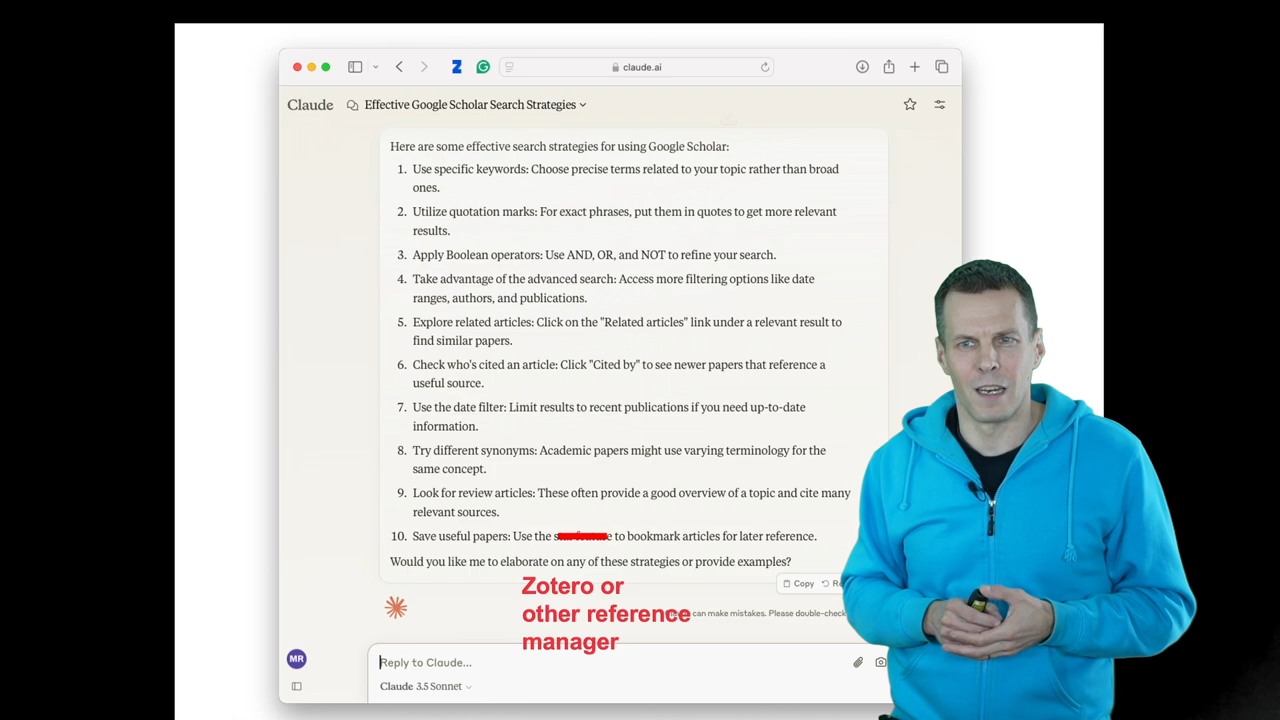 claude.ai
Claude
Effective Google Scholar Search Strategies
Here are some effective search strategies for using Google Scholar:
1. Use specific keywords: Choose precise terms related to your topic rather than broad
ones.
2. Utilize quotation marks: For exact phrases, put them in quotes to get more relevant
results.
3. Apply Boolean operators: Use AND, OR, and NOT to refine your search.
4. Take advantage of the advanced search: Access more filtering options like date
ranges, authors, and publications.
5. Explore related articles: Click on the "Related articles" link under a relevant result to
find similar papers.
6. Check who's cited an article: Click "Cited by" to see newer papers that reference a
useful source.
7. Use the date filter: Limit results to recent publications if you need up-to-date
information.
8. Try different synonyms: Academic papers might use varying terminology for the
same concept.
9. Look for review articles: These often provide a good overview of a topic and cite many
relevant sources.
10. Save useful papers: Use the to bookmark articles for later reference.
Would you like me to elaborate on any of these strategies or provide examples?
Copy
Zotero or
other reference
manager
can make mistakes. Please double-check
MR
Reply to Claude...
Claude 3.5 Sonnet